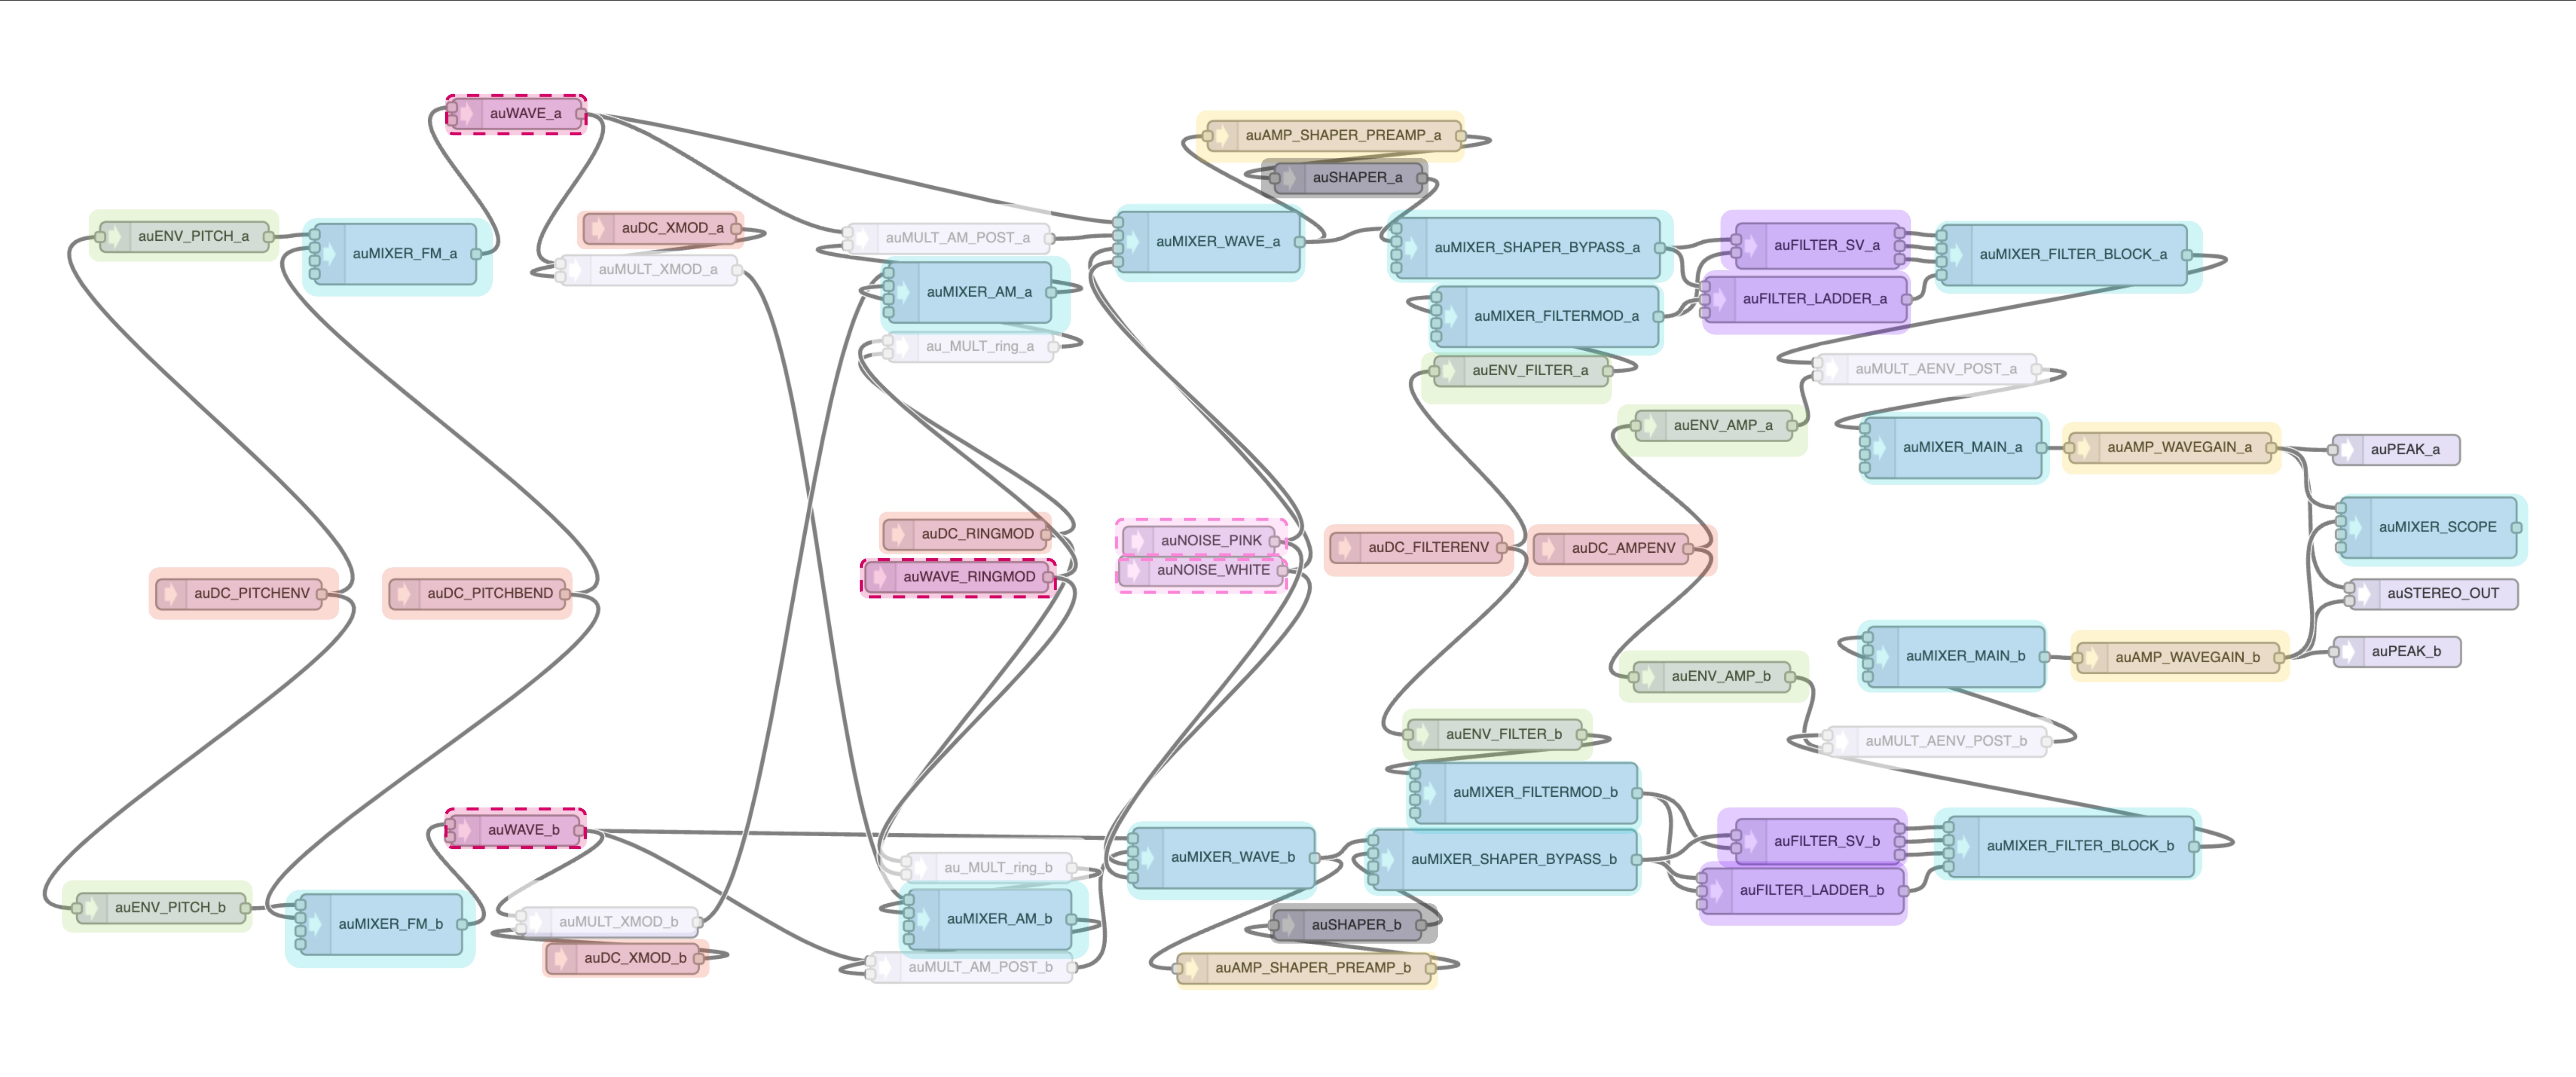 auWAVE_a
auAMP_SHAPER_PREAMP_a
auSHAPER_a
auENV_PITCH_a
auMIXER_FM_a
auDC_XMOD_a
auMULT_XMOD_a
auMULT_AM_POST_a
auMIXER_AM_a
au_MULT_ring_a
auMIXER_WAVE_a
auMIXER_SHAPER_BYPASS_a
auMIXER_FILTERMOD_a
auENV_FILTER_a
auFILTER_SV_a
auFILTER_LADDER_a
auMIXER_FILTER_BLOCK_a
auMULT_AENV_POST_a
auENV_AMP_a
auMIXER_MAIN_a
auAMP_WAVEGAIN_a
auPEAK_a
auMIXER_SCOPE
auSTEREO_OUT
auPEAK_b
auDC_PITCHENV
auDC_PITCHBEND
auDC_RINGMOD
auWAVE_RINGMOD
auNOISE_PINK
auNOISE_WHITE
auDC_FILTERENV
auDC_AMPENV
auMIXER_MAIN_b
auAMP_WAVEGAIN_b
auENV_AMP_b
auMULT_AENV_POST_b
auENV_FILTER_b
auMIXER_FILTERMOD_b
auMIXER_SHAPER_BYPASS_b
auFILTER_SV_b
auFILTER_LADDER_b
auMIXER_FILTER_BLOCK_b
auWAVE_b
auMIXER_WAVE_b
au_MULT_ring_b
auMIXER_AM_b
auMULT_AM_POST_b
auENV_PITCH_b
auMIXER_FM_b
auMULT_XMOD_b
auDC_XMOD_b
auSHAPER_b
auAMP_SHAPER_PREAMP_b